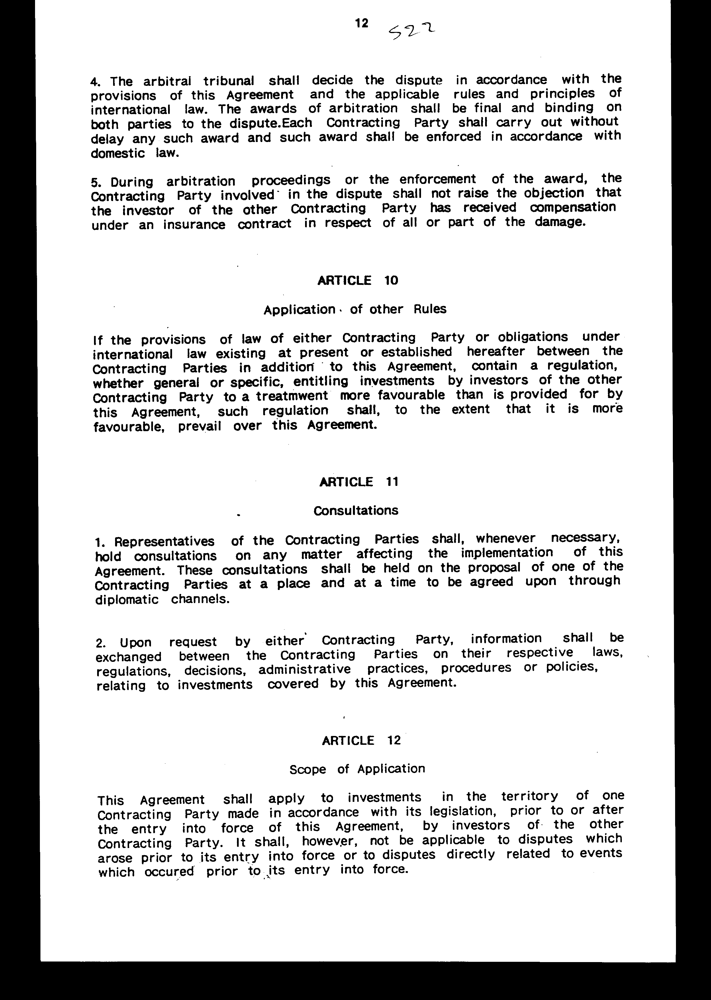 12 522
4. The arbitral tribunal shall decide the dispute in accordance with the
provisions of this Agreement and the applicable rules and principles of
international law. The awards of arbitration shall be final and binding on
both parties to the dispute.Each Contracting Party shall carry out without
delay any such award and such award shall be enforced in accordance with
domestic law.
5. During arbitration proceedings or the enforcement of the award, the
Contracting Party involved in the dispute shall not raise the objection that
the investor of the other Contracting Party has received compensation
under an insurance contract in respect of all or part of the damage.
ARTICLE 10
Application of other Rules
If the provisions of law of either Contracting Party or obligations under
international law existing at present or established hereafter between the
Contracting Parties in addition to this Agreement, contain a regulation,
whether general or specific, entitling investments by investors of the other
Contracting Party to a treatmwent more favourable than is provided for by
this Agreement, such regulation shall, to the extent that it is more
favourable, prevail over this Agreement.
ARTICLE 11
Consultations
1. Representatives of the Contracting Parties shall, whenever necessary,
hold consultations on any matter affecting the implementation of this
Agreement. These consultations shall be held on the proposal of one of the
Contracting Parties at a place and at a time to be agreed upon through
diplomatic channels.
2. Upon request by either Contracting Party, information shall be
exchanged between the Contracting Parties on their respective laws,
regulations, decisions, administrative practices, procedures or policies,
relating to investments covered by this Agreement.
ARTICLE 12
Scope of Application
This Agreement shall apply to investments in the territory of one
Contracting Party made in accordance with its legislation, prior to or after
the entry into force of this Agreement, by investors of the other
Contracting Party. It shall, however, not be applicable to disputes which
arose prior to its entry into force or to disputes directly related to events
which occured prior to its entry into force.